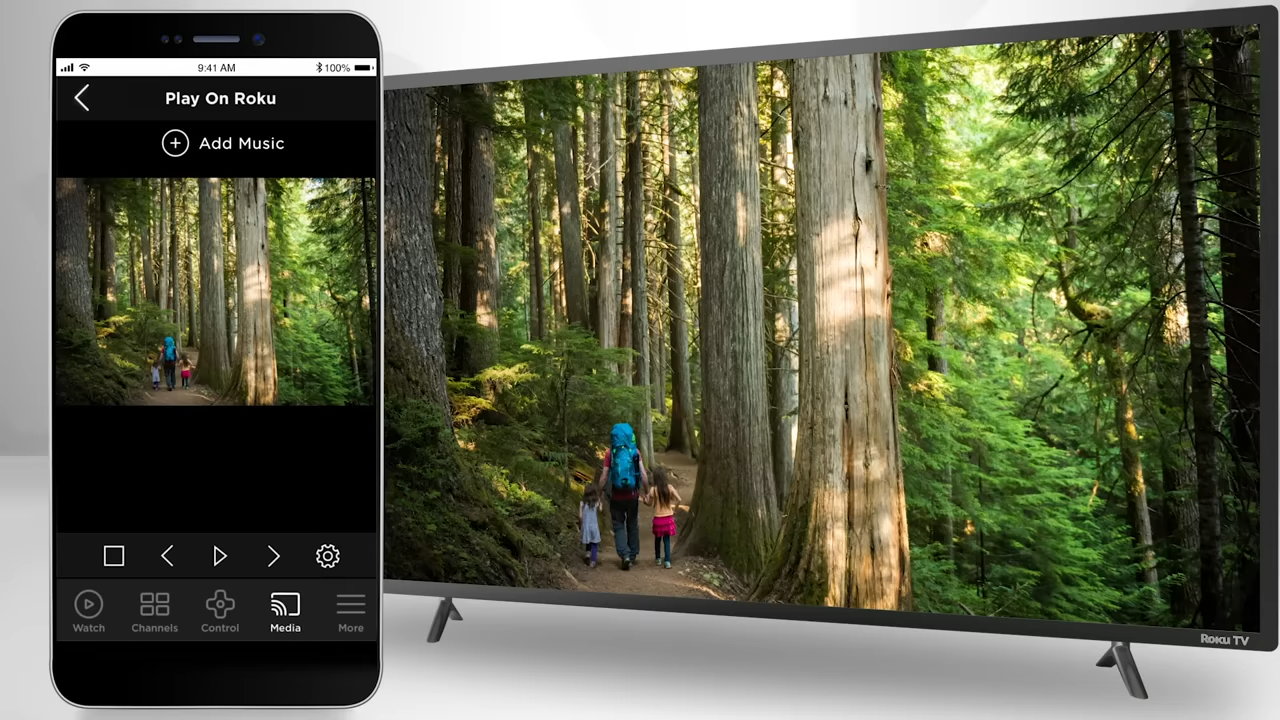 9:41 AM
100%
Play On Roku
Add Music
Watch
Channels
Control
Media
More
Roku TV